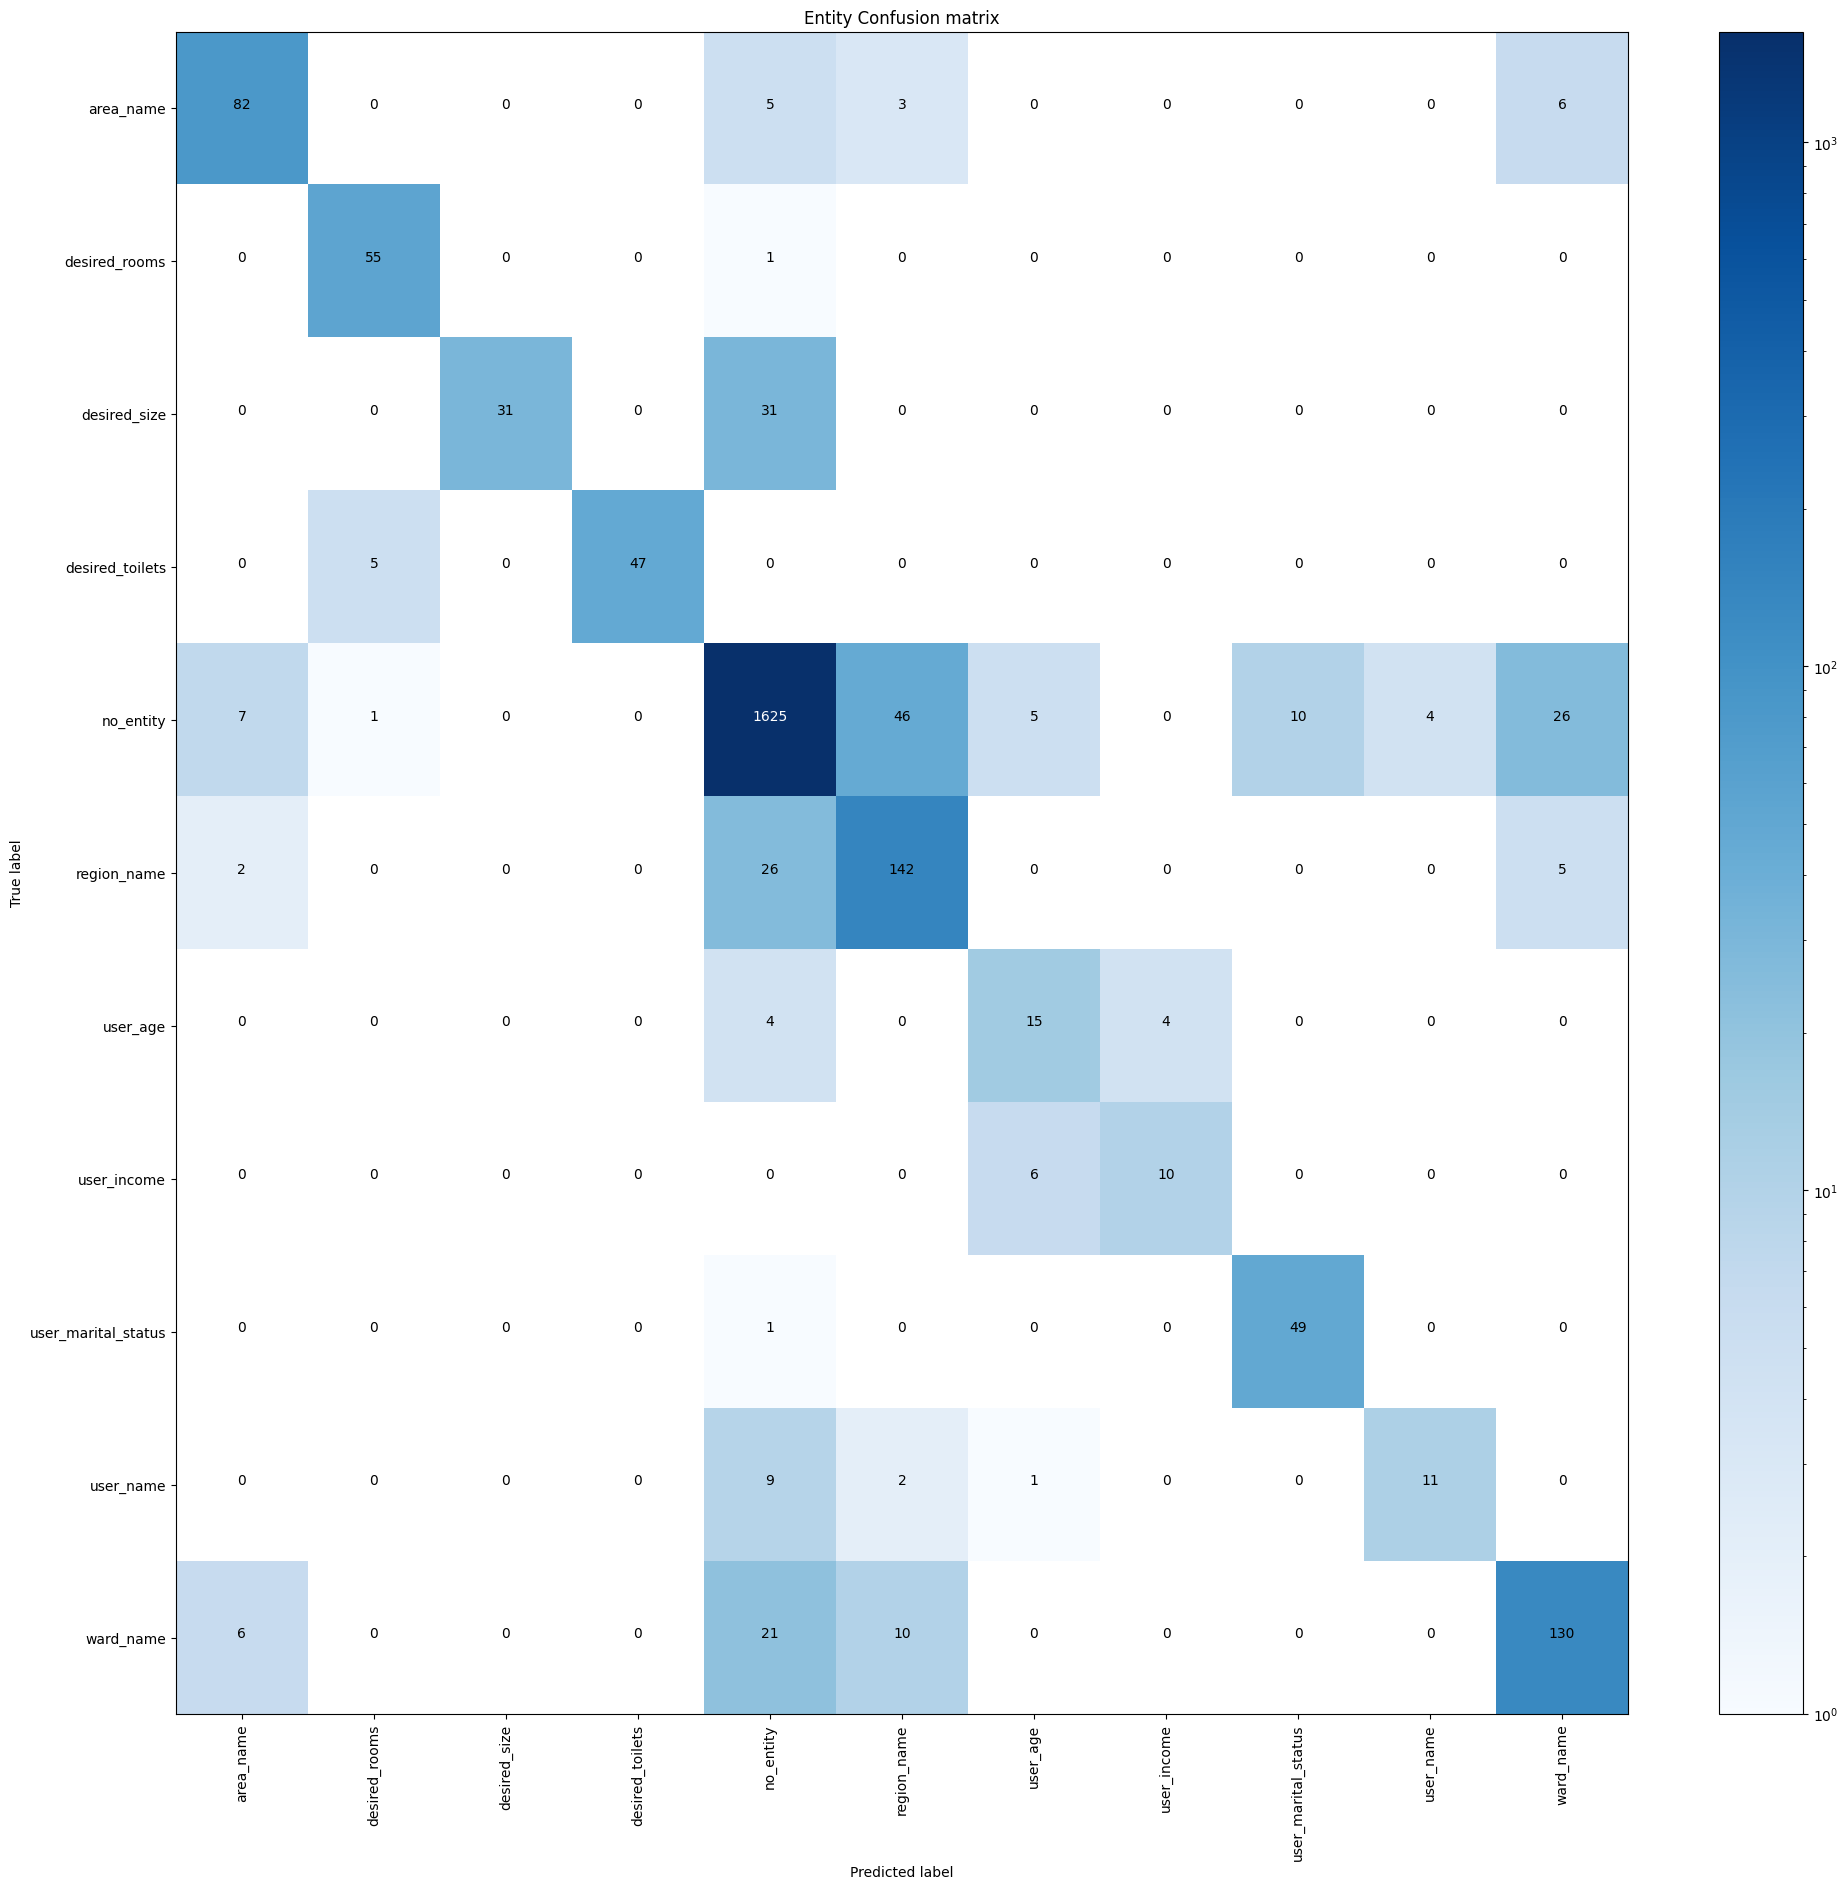 Entity Confusion matrix
area_name 82 0 0 0 5 3 0 0 0 0 6
desired_rooms 0 55 0 0 1 0 0 0 0 0 0
desired_size 0 0 31 0 31 0 0 0 0 0 0
desired_toilets 0 5 0 47 0 0 0 0 0 0 0
no_entity 7 1 0 0 1625 46 5 0 10 4 26
region_name 2 0 0 0 26 142 0 0 0 0 5
user_age 0 0 0 0 4 0 15 4 0 0 0
user_income 0 0 0 0 0 0 6 10 0 0 0
user_marital_status 0 0 0 0 1 0 0 0 49 0 0
user_name 0 0 0 0 9 2 1 0 0 11 0
ward_name 6 0 0 0 21 10 0 0 0 0 130
True label
area_name
desired_rooms
desired_size
desired_toilets
no_entity
region_name
user_age
user_income
user_marital_status
user_name
ward_name
Predicted label
10³
10²
10¹
10⁰